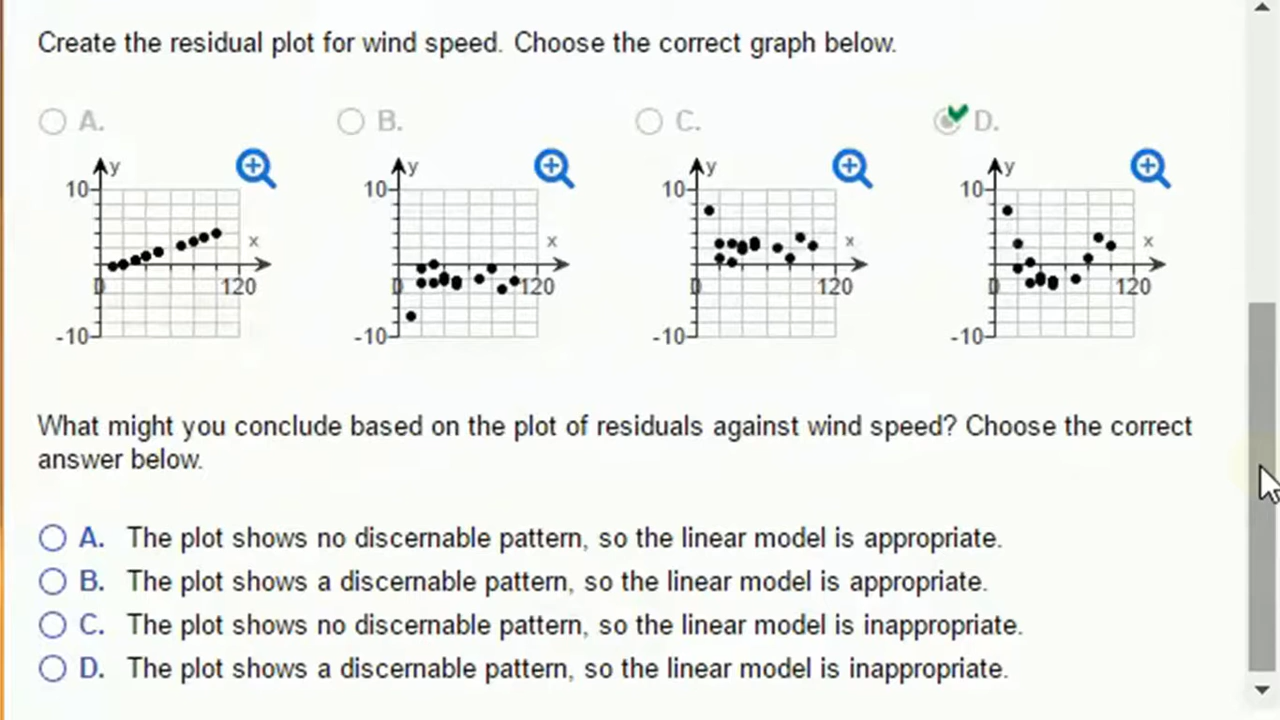 Create the residual plot for wind speed. Choose the correct graph below.
A. B. C. D.
y y y y
10 10 10 10
x x x x
0 120 0 120 0 120 0 120
-10 -10 -10 -10
What might you conclude based on the plot of residuals against wind speed? Choose the correct
answer below.
A. The plot shows no discernable pattern, so the linear model is appropriate.
B. The plot shows a discernable pattern, so the linear model is appropriate.
C. The plot shows no discernable pattern, so the linear model is inappropriate.
D. The plot shows a discernable pattern, so the linear model is inappropriate.